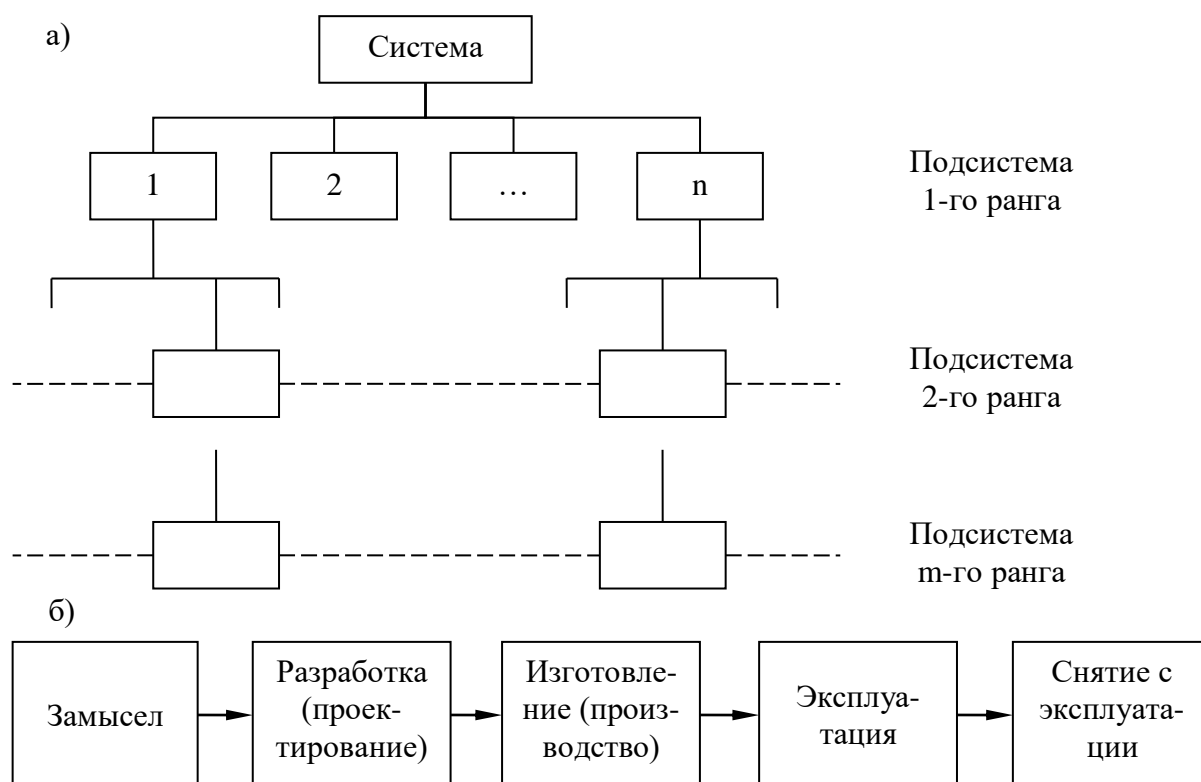 а)
Система
1
2
…
n
Подсистема
1-го ранга
Подсистема
2-го ранга
Подсистема
m-го ранга
б)
Замысел
Разработка
(проек-
тирование)
Изготовле-
ние (произ-
водство)
Эксплуа-
тация
Снятие с
эксплуата-
ции